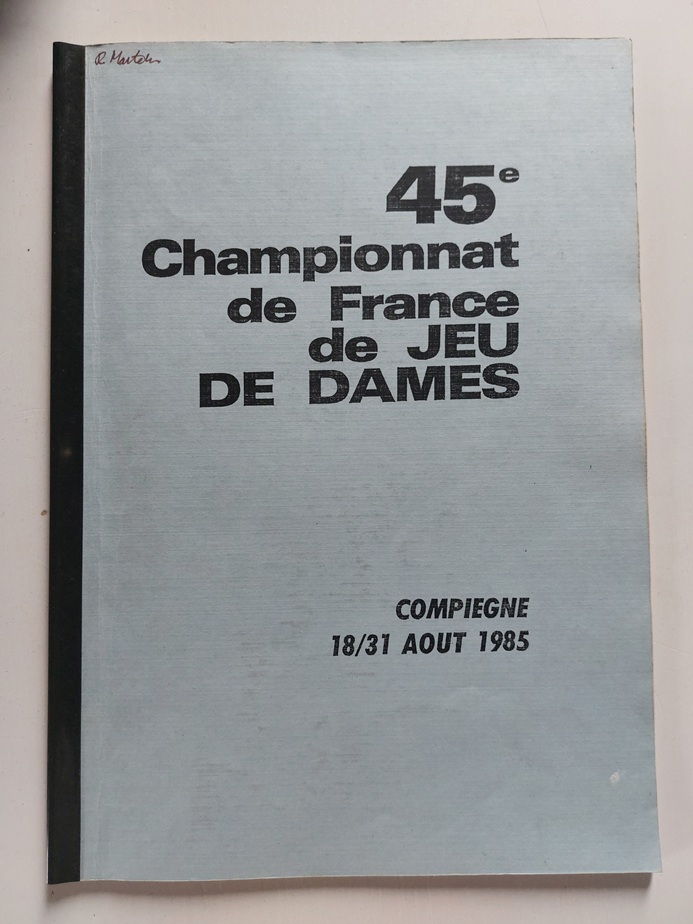 45e
Championnat
de France
de JEU
DE DAMES
COMPIEGNE
18/31 AOUT 1985